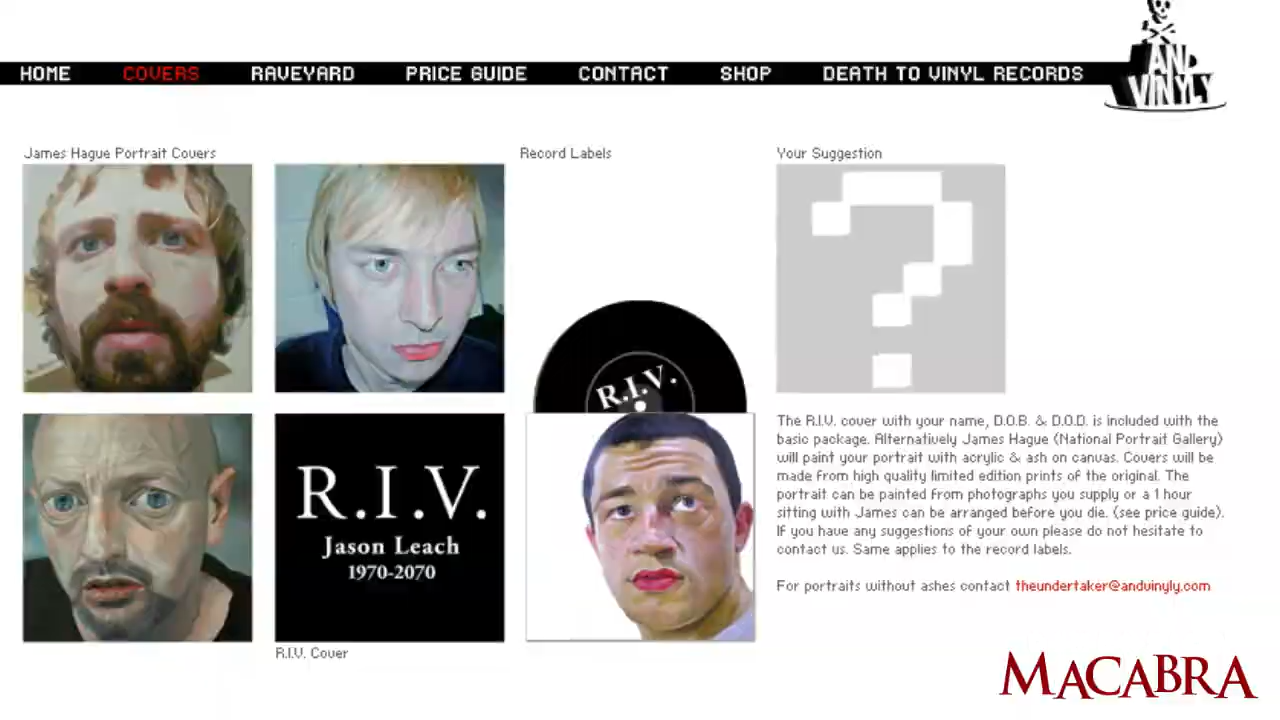 HOME COVERS RAVEYARD PRICE GUIDE CONTACT SHOP DEATH TO VINYL RECORDS
AND
VINYLY
James Hague Portrait Covers
Record Labels
Your Suggestion
R.I.V.
R.I.V.
Jason Leach
1970-2070
R.I.V. Cover
The R.I.V. cover with your name, D.O.B. & D.O.D. is included with the
basic package. Alternatively James Hague (National Portrait Gallery)
will paint your portrait with acrylic & ash on canvas. Covers will be
made from high quality limited edition prints of the original. The
portrait can be painted from photographs you supply or a 1 hour
sitting with James can be arranged before you die. (see price guide).
If you have any suggestions of your own please do not hesitate to
contact us. Same applies to the record labels.
For portraits without ashes contact theundertaker@andvinyly.com
MACABRA